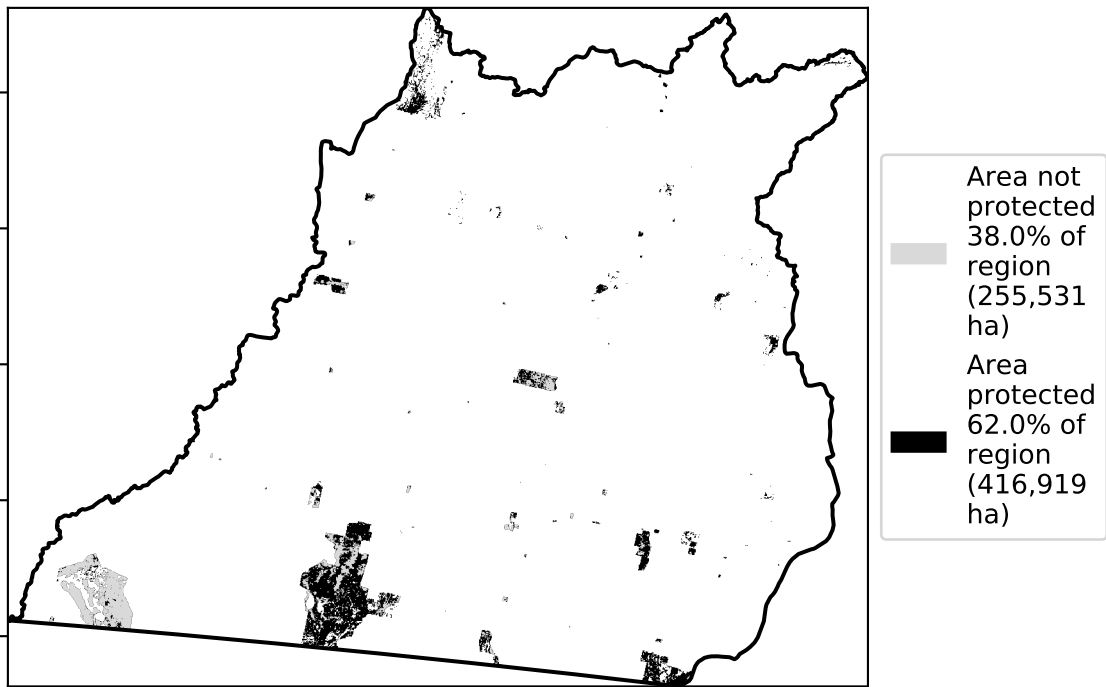 Area not
protected
38.0% of
region
(255,531
ha)
Area
protected
62.0% of
region
(416,919
ha)